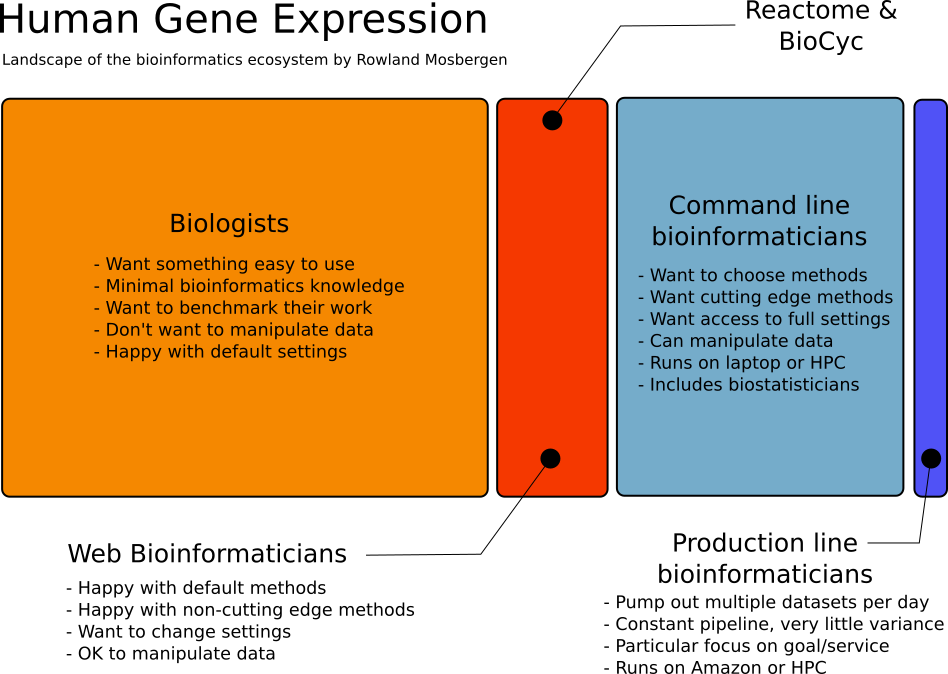 Human Gene Expression
Landscape of the bioinformatics ecosystem by Rowland Mosbergen
Reactome &
BioCyc
Biologists
- Want something easy to use
- Minimal bioinformatics knowledge
- Want to benchmark their work
- Don't want to manipulate data
- Happy with default settings
Command line
bioinformaticians
- Want to choose methods
- Want cutting edge methods
- Want access to full settings
- Can manipulate data
- Runs on laptop or HPC
- Includes biostatisticians
Web Bioinformaticians
- Happy with default methods
- Happy with non-cutting edge methods
- Want to change settings
- OK to manipulate data
Production line
bioinformaticians
- Pump out multiple datasets per day
- Constant pipeline, very little variance
- Particular focus on goal/service
- Runs on Amazon or HPC